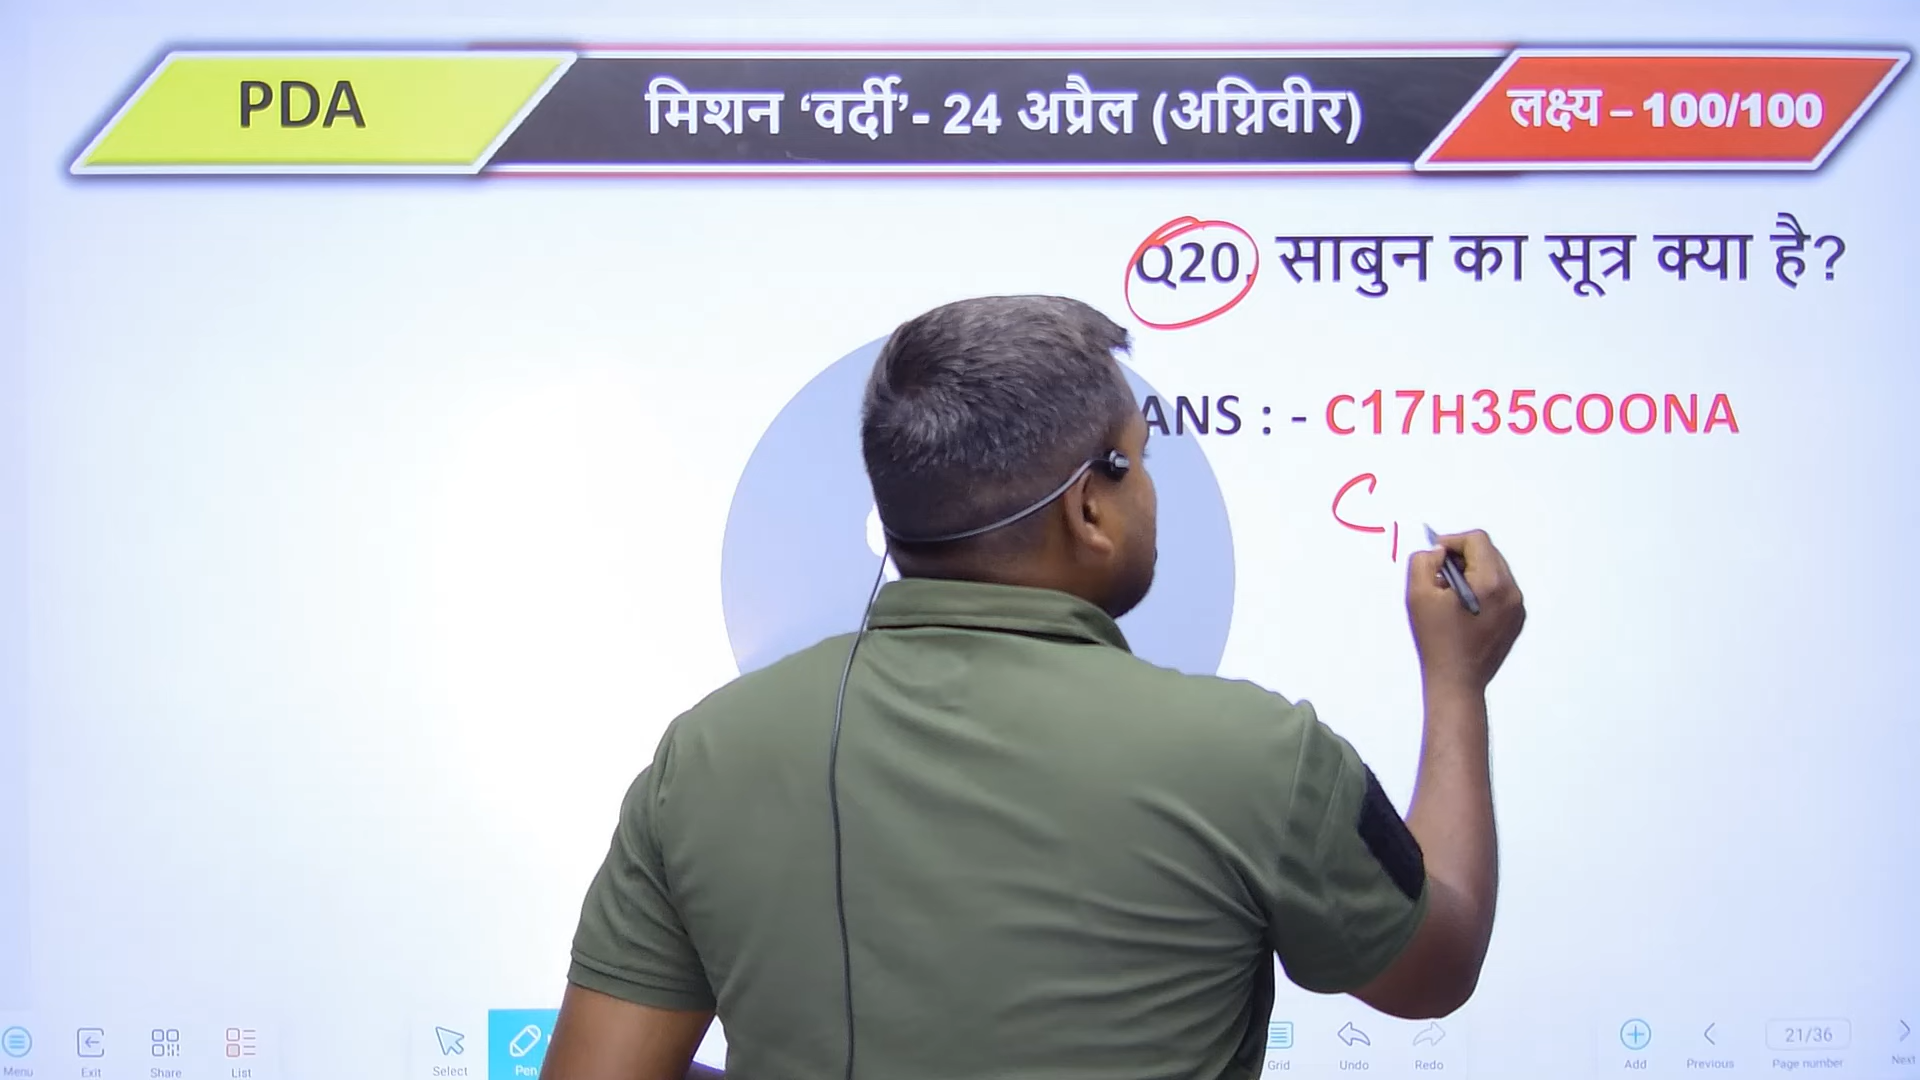 PDA
मिशन ‘वर्दी’- 24 अप्रैल (अग्निवीर)
लक्ष्य – 100/100
Q20. साबुन का सूत्र क्या है?
ANS : - C17H35COONA
C1
Menu
Exit
Share
List
Select
Pen
Grid
Undo
Redo
Add
Previous
21/36
Page number
Next